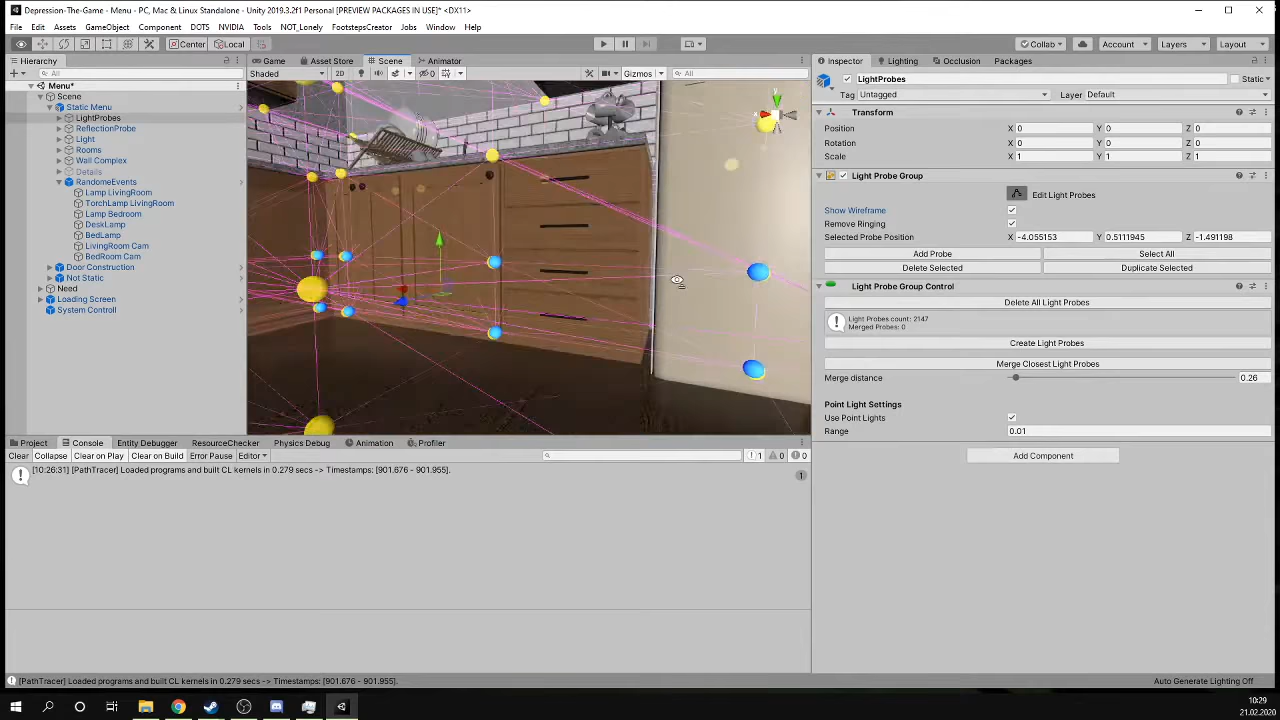 Depression-The-Game - Menu - PC, Mac & Linux Standalone - Unity 2019.3.2f1 Personal [PREVIEW PACKAGES IN USE]* <DX11>
File Edit Assets GameObject Component DOTS NVIDIA Tools NOT_Lonely FootstepsCreator Jobs Window Help
Center Local Collab Account Layers Layout
Hierarchy Game Asset Store Scene Animator Inspector Lighting Occlusion Packages
All Shaded 2D 0 Gizmos All
Menu*
Scene
Static Menu
LightProbes
ReflectionProbe
Light
Rooms
Wall Complex
Details
RandomeEvents
Lamp LivingRoom
TorchLamp LivingRoom
Lamp Bedroom
DeskLamp
BedLamp
LivingRoom Cam
BedRoom Cam
Door Construction
Not Static
Need
Loading Screen
System Controll
y
x
LightProbes Static
Tag Untagged Layer Default
Transform
Position X 0 Y 0 Z 0
Rotation X 0 Y 0 Z 0
Scale X 1 Y 1 Z 1
Light Probe Group
Edit Light Probes
Show Wireframe
Remove Ringing
Selected Probe Position X -4.055153 Y 0.5111945 Z -1.491198
Add Probe Select All
Delete Selected Duplicate Selected
Light Probe Group Control
Delete All Light Probes
Light Probes count: 2147
Merged Probes: 0
Create Light Probes
Merge Closest Light Probes
Merge distance 0.26
Point Light Settings
Use Point Lights
Range 0.01
Add Component
Project Console Entity Debugger ResourceChecker Physics Debug Animation Profiler
Clear Collapse Clear on Play Clear on Build Error Pause Editor 1 0 0
[10:26:31] [PathTracer] Loaded programs and built CL kernels in 0.279 secs -> Timestamps: [901.676 - 901.955]. 1
[PathTracer] Loaded programs and built CL kernels in 0.279 secs -> Timestamps: [901.676 - 901.955]. Auto Generate Lighting Off
10:29
21.02.2020